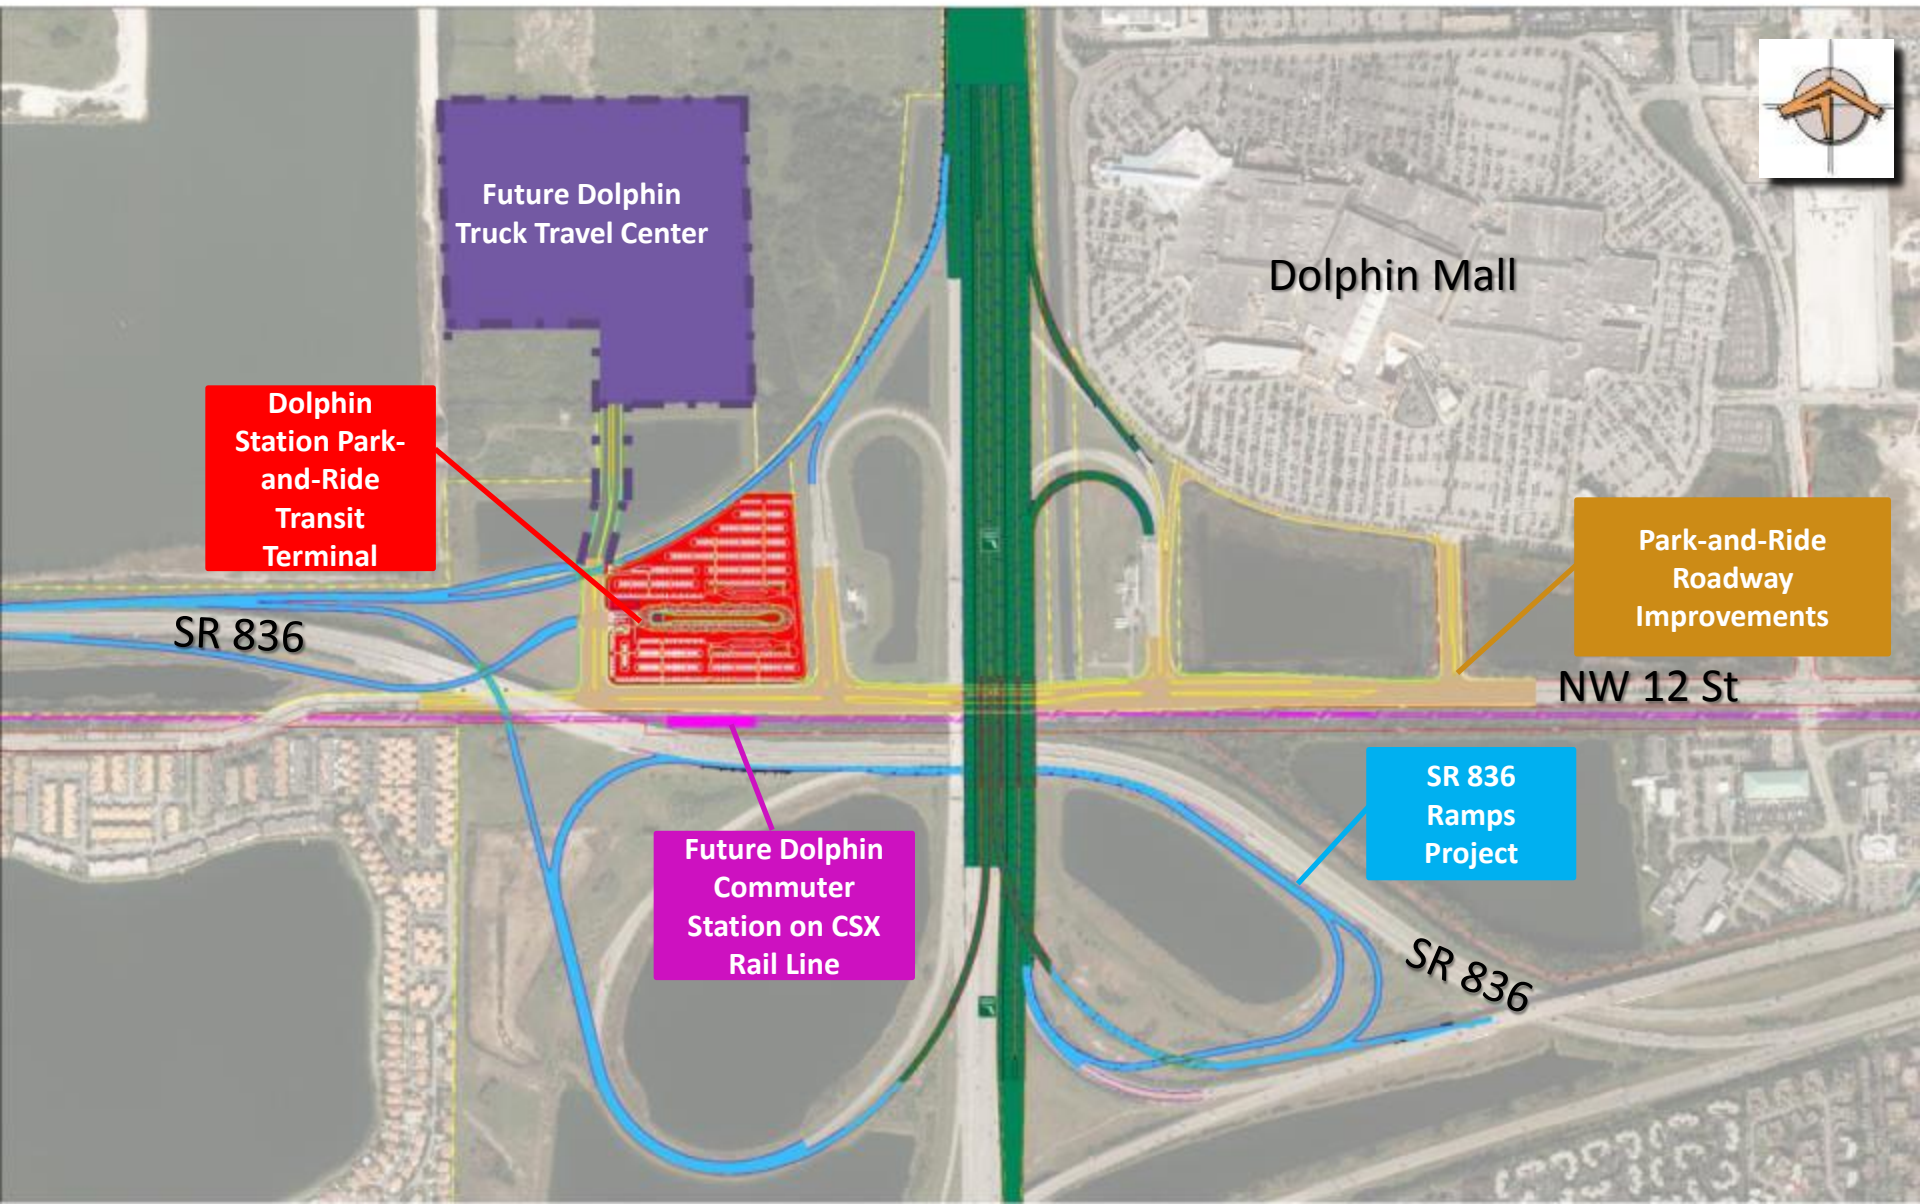 Future Dolphin
Truck Travel Center
Dolphin Mall
Dolphin
Station Park-
and-Ride
Transit
Terminal
Park-and-Ride
Roadway
Improvements
SR 836
NW 12 St
SR 836
Ramps
Project
Future Dolphin
Commuter
Station on CSX
Rail Line
SR 836